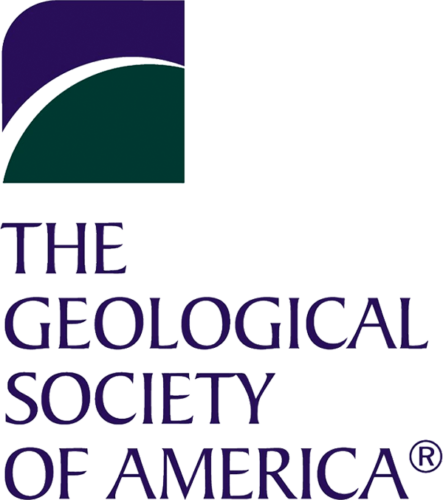 THE
GEOLOGICAL
SOCIETY
OF AMERICA®